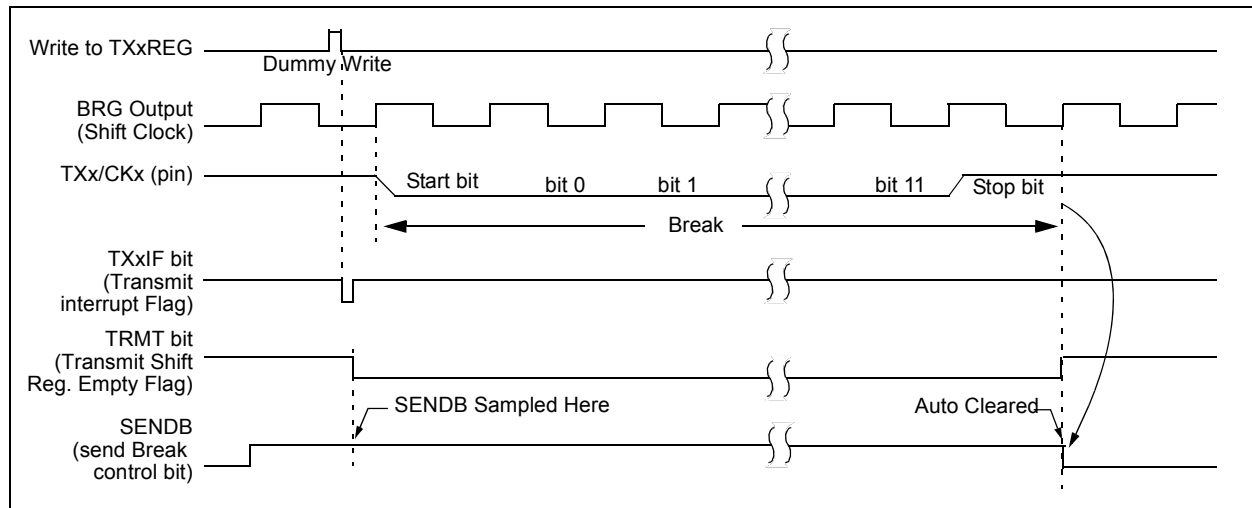 Write to TXxREG
Dummy Write
BRG Output
(Shift Clock)
TXx/CKx (pin)
Start bit
bit 0
bit 1
bit 11
Stop bit
Break
TXxIF bit
(Transmit
interrupt Flag)
TRMT bit
(Transmit Shift
Reg. Empty Flag)
SENDB Sampled Here
Auto Cleared
SENDB
(send Break
control bit)